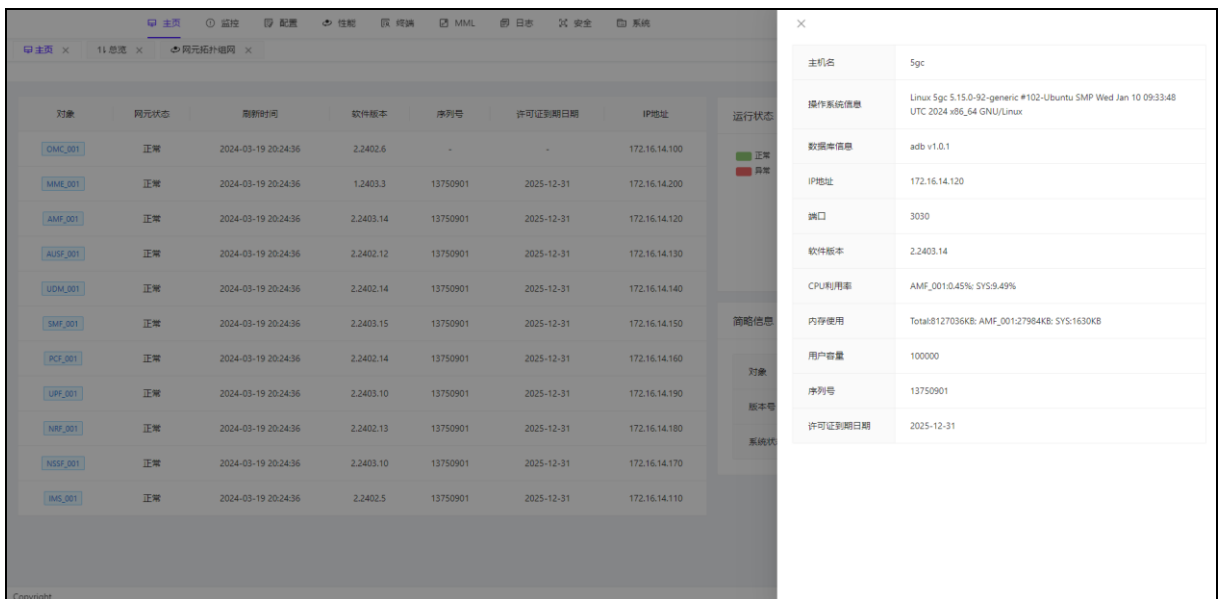 主页 监控 配置 性能 终端 MML 日志 安全 系统
主页 × 总览 × 网元拓扑组网 ×
对象 网元状态 刷新时间 软件版本 序列号 许可证到期日期 IP地址
OMC_001 正常 2024-03-19 20:24:36 2.2402.6 - - 172.16.14.100
MME_001 正常 2024-03-19 20:24:36 1.2403.3 13750901 2025-12-31 172.16.14.200
AMF_001 正常 2024-03-19 20:24:36 2.2403.14 13750901 2025-12-31 172.16.14.120
AUSF_001 正常 2024-03-19 20:24:36 2.2402.12 13750901 2025-12-31 172.16.14.130
UDM_001 正常 2024-03-19 20:24:36 2.2402.14 13750901 2025-12-31 172.16.14.140
SMF_001 正常 2024-03-19 20:24:36 2.2403.15 13750901 2025-12-31 172.16.14.150
PCF_001 正常 2024-03-19 20:24:36 2.2402.14 13750901 2025-12-31 172.16.14.160
UPF_001 正常 2024-03-19 20:24:36 2.2403.10 13750901 2025-12-31 172.16.14.190
NRF_001 正常 2024-03-19 20:24:36 2.2402.13 13750901 2025-12-31 172.16.14.180
NSSF_001 正常 2024-03-19 20:24:36 2.2403.10 13750901 2025-12-31 172.16.14.170
IMS_001 正常 2024-03-19 20:24:36 2.2402.5 13750901 2025-12-31 172.16.14.110
运行状态
正常
异常
简略信息
对象
版本号
系统状
×
主机名 5gc
操作系统信息 Linux 5gc 5.15.0-92-generic #102-Ubuntu SMP Wed Jan 10 09:33:48
UTC 2024 x86_64 GNU/Linux
数据库信息 adb v1.0.1
IP地址 172.16.14.120
端口 3030
软件版本 2.2403.14
CPU利用率 AMF_001:0.45%; SYS:9.49%
内存使用 Total:8127036KB; AMF_001:27984KB; SYS:1630KB
用户容量 100000
序列号 13750901
许可证到期日期 2025-12-31
Copyright